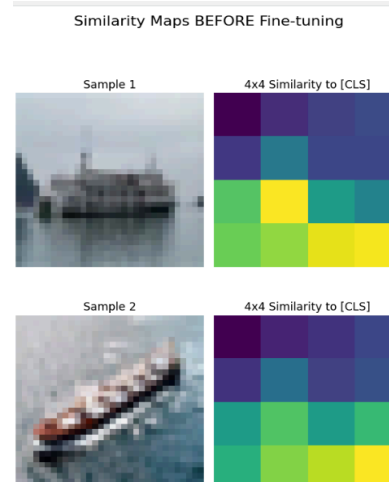 Similarity Maps BEFORE Fine-tuning
Sample 1
4x4 Similarity to [CLS]
Sample 2
4x4 Similarity to [CLS]